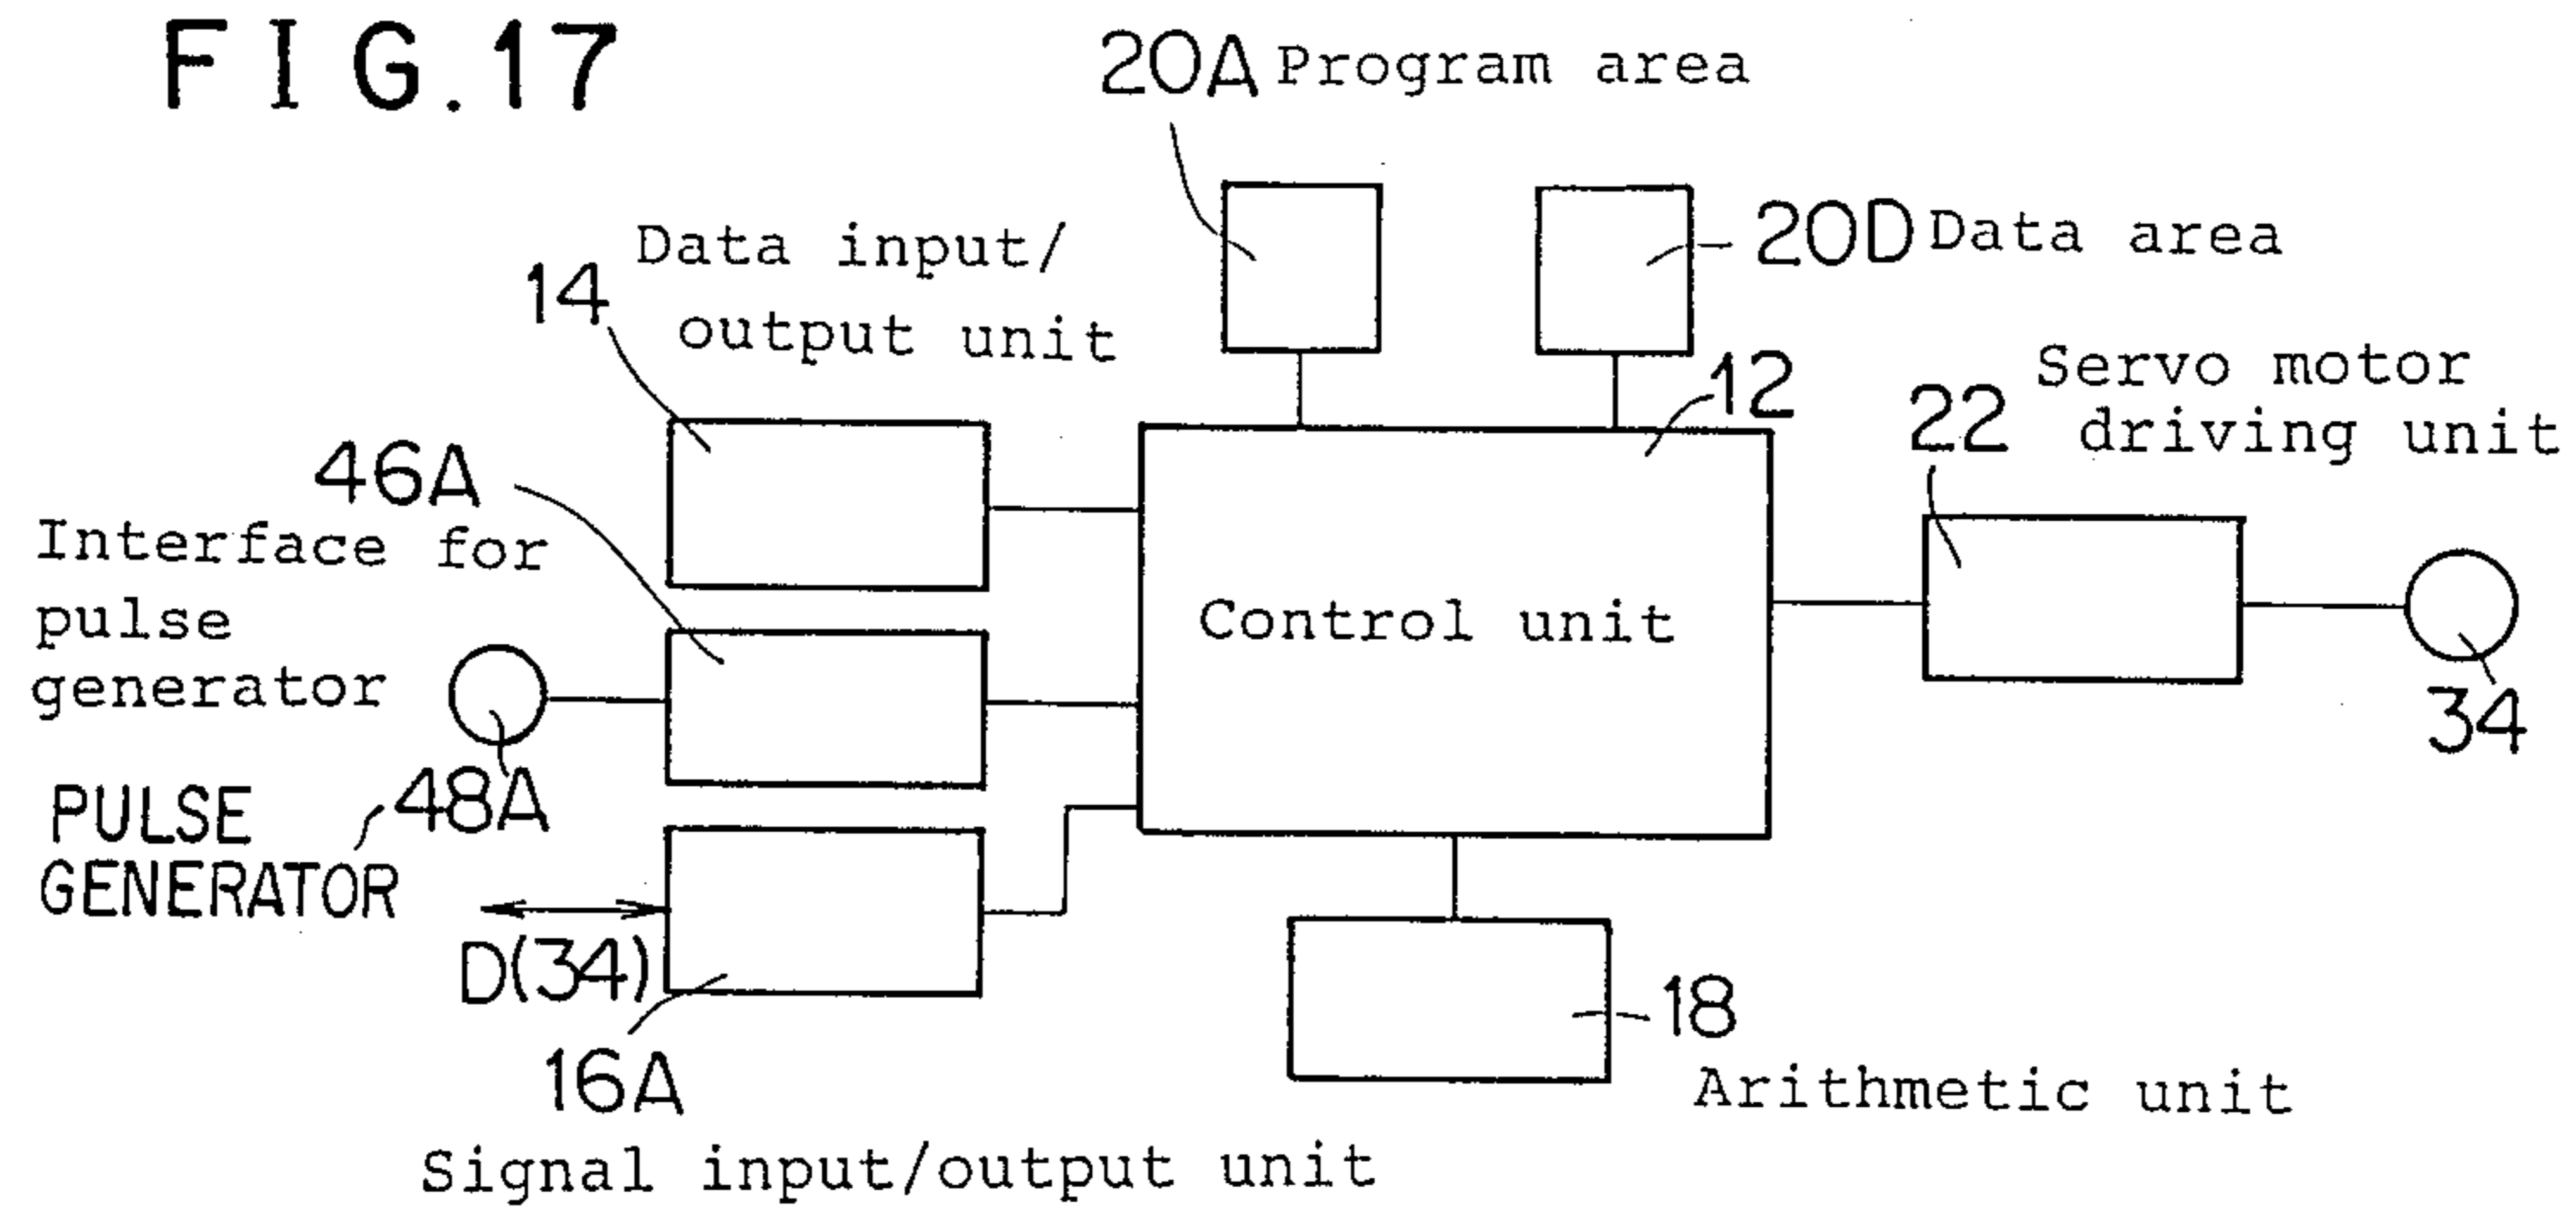 FIG.17
20A Program area
20D Data area
Data input/
output unit
14
12
Servo motor
driving unit
22
46A
Interface for
pulse
generator
Control unit
34
PULSE
GENERATOR
48A
D(34)
16A
Signal input/output unit
18
Arithmetic unit